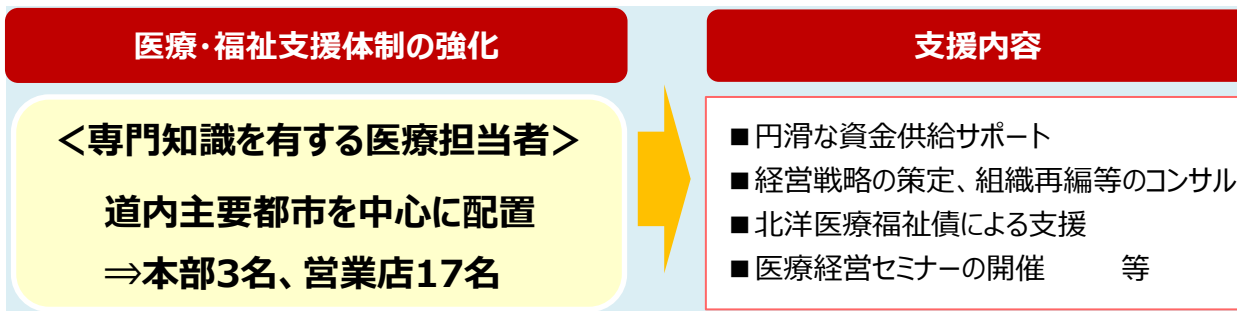 医療・福祉支援体制の強化
＜専門知識を有する医療担当者＞
道内主要都市を中心に配置
⇒本部3名、営業店17名
支援内容
■円滑な資金供給サポート
■経営戦略の策定、組織再編等のコンサル
■北洋医療福祉債による支援
■医療経営セミナーの開催　　等